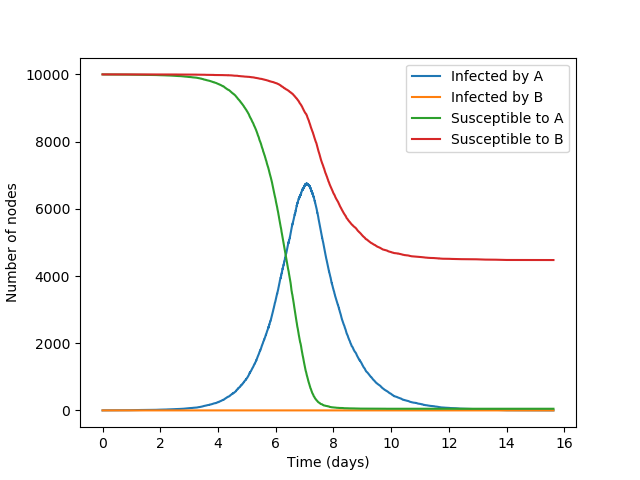 Infected by A
Infected by B
Susceptible to A
Susceptible to B
Number of nodes
10000
8000
6000
4000
2000
0
0 2 4 6 8 10 12 14 16
Time (days)